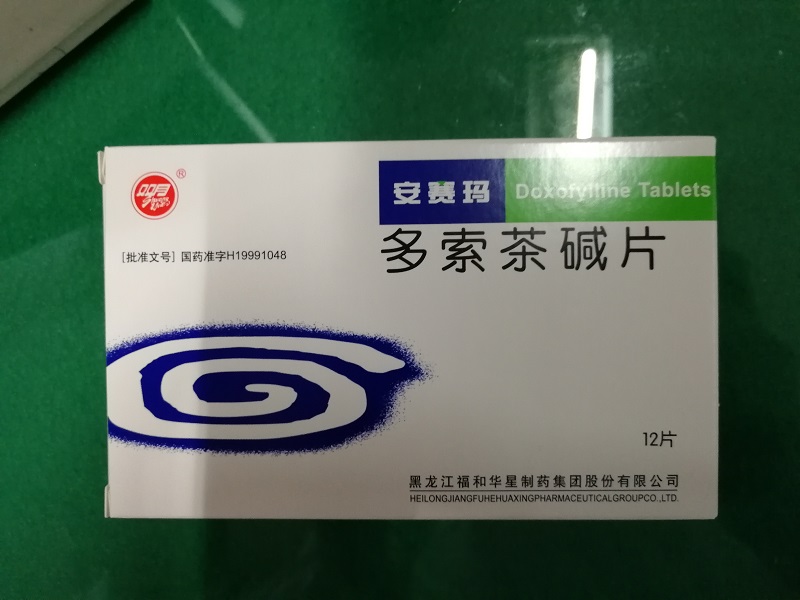 ®
安赛玛
Doxofylline Tablets
多索茶碱片
[批准文号] 国药准字H19991048
12片
黑龙江福和华星制药集团股份有限公司
HEILONGJIANGFUHEHUAXINGPHARMACEUTICALGROUPCO.,LTD.